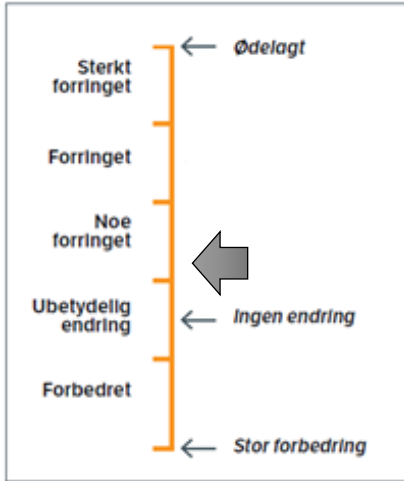 Ødelagt
Sterkt
forringet
Forringet
Noe
forringet
Ubetydelig
endring
Ingen endring
Forbedret
Stor forbedring